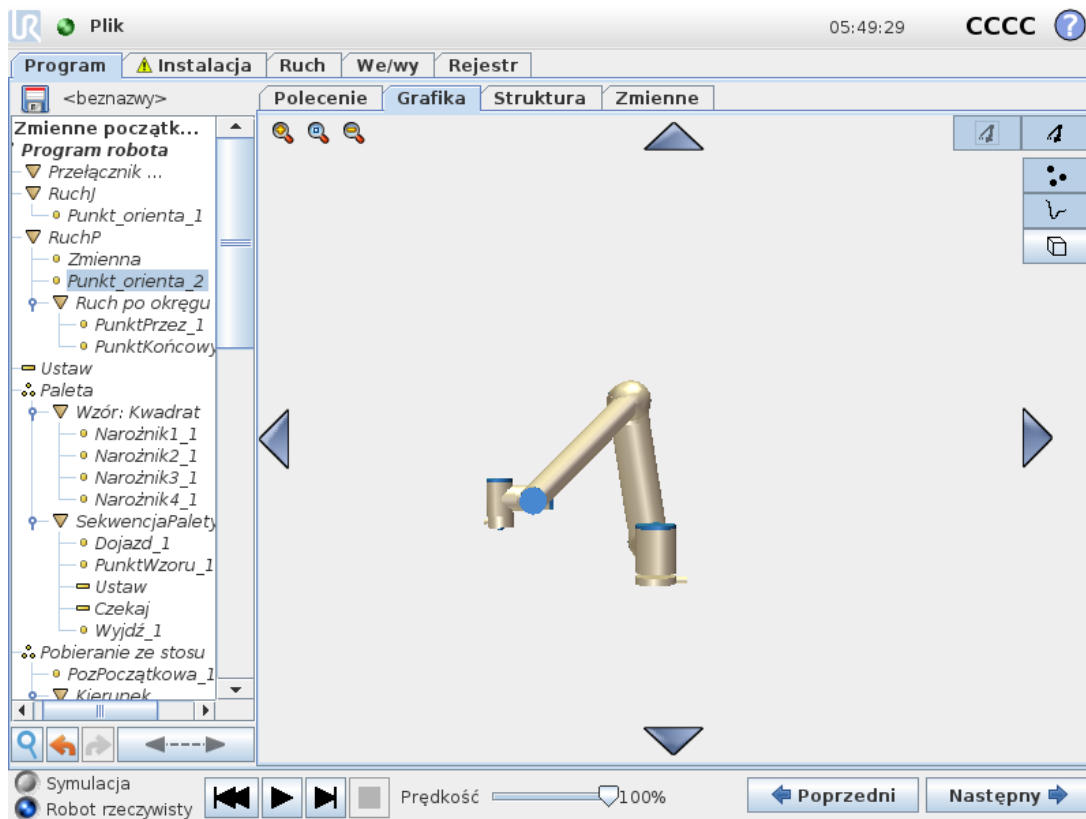 Plik 05:49:29 CCCC ?
Program Instalacja Ruch We/wy Rejestr
<beznazwy> Polecenie Grafika Struktura Zmienne
Zmienne początk...
Program robota
Przełącznik ...
RuchJ
Punkt_orienta_1
RuchP
Zmienna
Punkt_orienta_2
Ruch po okręgu
PunktPrzez_1
PunktKońcowy
Ustaw
Paleta
Wzór: Kwadrat
Narożnik1_1
Narożnik2_1
Narożnik3_1
Narożnik4_1
SekwencjaPalety
Dojazd_1
PunktWzoru_1
Ustaw
Czekaj
Wyjdź_1
Pobieranie ze stosu
PozPoczątkowa_1
Kierunek
Symulacja
Robot rzeczywisty
Prędkość 100% Poprzedni Następny